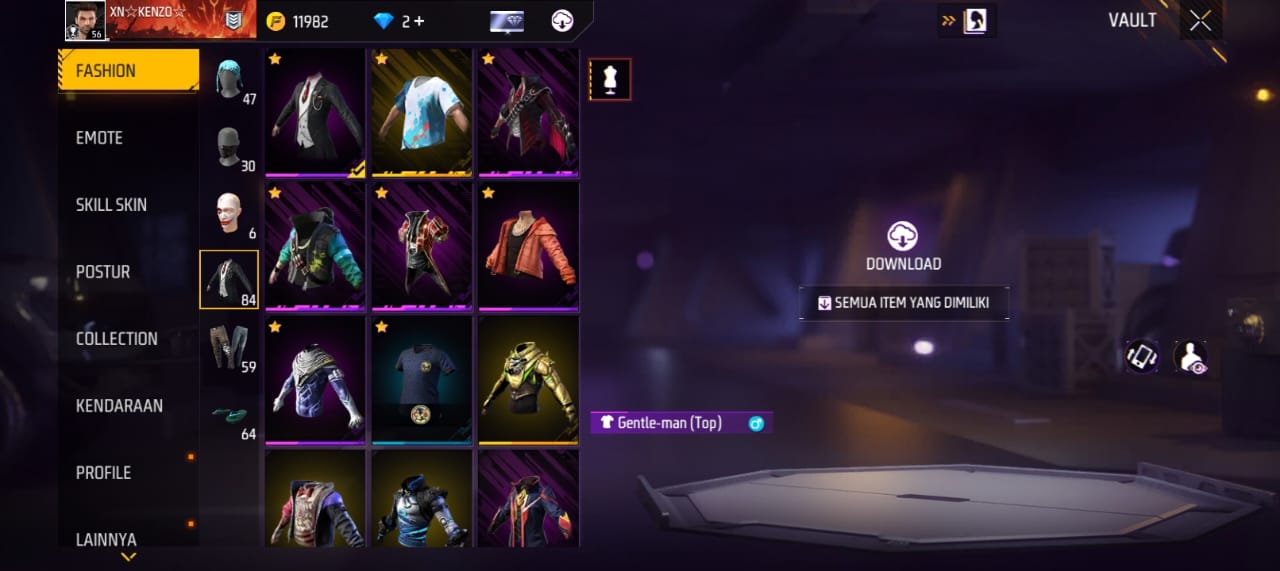 XN☆KENZO☆
56
11982
2+
VAULT
FASHION
EMOTE
SKILL SKIN
POSTUR
COLLECTION
KENDARAAN
PROFILE
LAINNYA
47
30
6
84
59
64
DOWNLOAD
SEMUA ITEM YANG DIMILIKI
Gentle-man (Top)